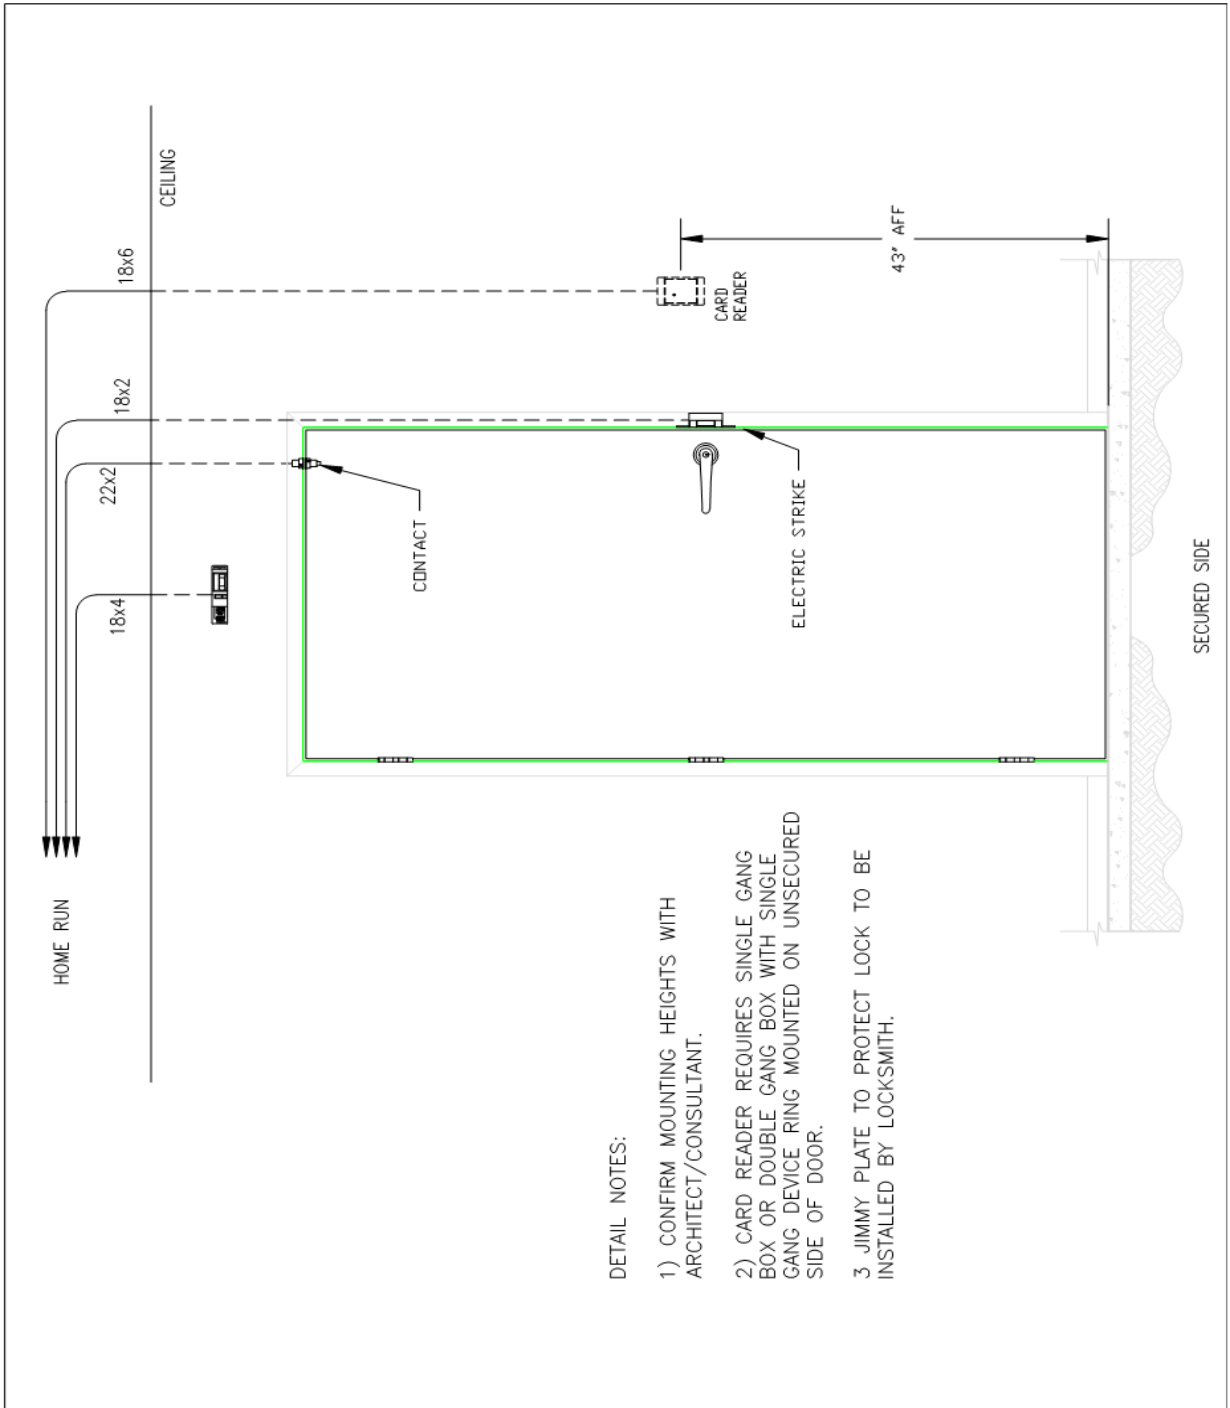 HOME RUN
18x4
22x2
18x2
18x6
CEILING
CONTACT
ELECTRIC STRIKE
CARD
READER
43" AFF
DETAIL NOTES:
1) CONFIRM MOUNTING HEIGHTS WITH
ARCHITECT/CONSULTANT.
2) CARD READER REQUIRES SINGLE GANG
BOX OR DOUBLE GANG BOX WITH SINGLE
GANG DEVICE RING MOUNTED ON UNSECURED
SIDE OF DOOR.
3 JIMMY PLATE TO PROTECT LOCK TO BE
INSTALLED BY LOCKSMITH.
SECURED SIDE